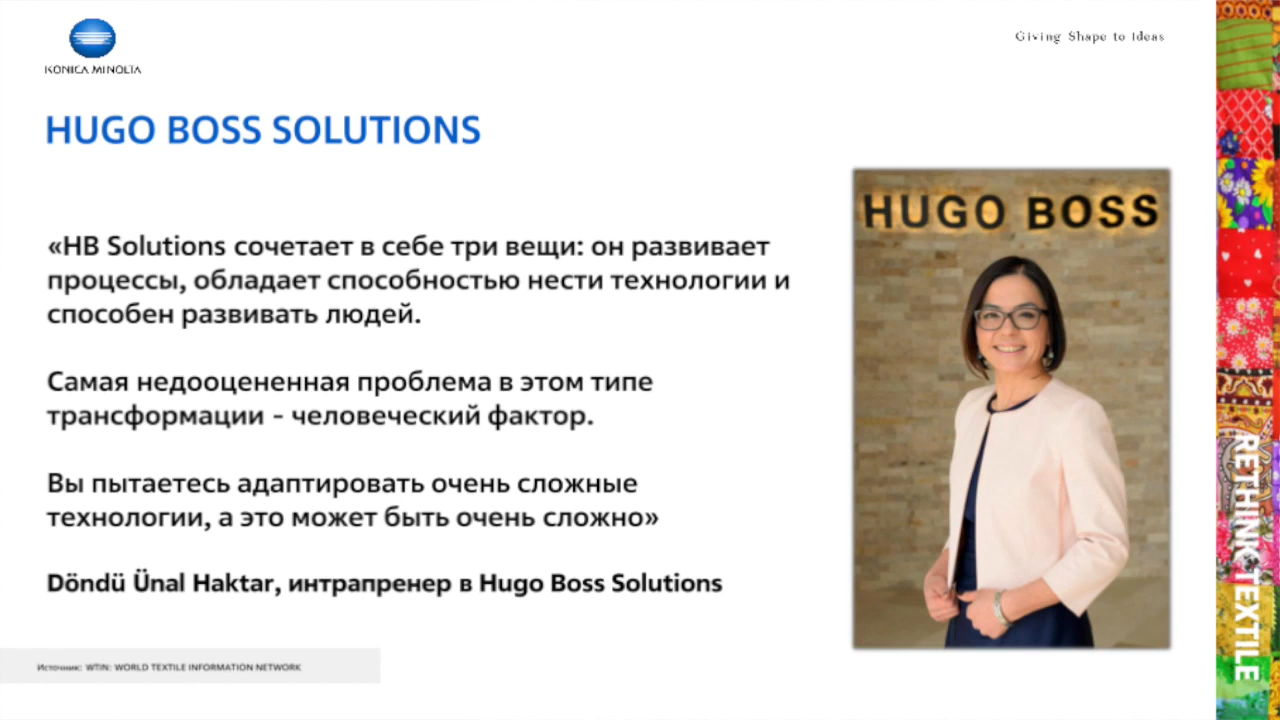 KONICA MINOLTA
Giving Shape to Ideas
HUGO BOSS SOLUTIONS
«HB Solutions сочетает в себе три вещи: он развивает
процессы, обладает способностью нести технологии и
способен развивать людей.
Самая недооцененная проблема в этом типе
трансформации - человеческий фактор.
Вы пытаетесь адаптировать очень сложные
технологии, а это может быть очень сложно»
Döndü Ünal Haktar, интрапренер в Hugo Boss Solutions
Источник: WTIN: WORLD TEXTILE INFORMATION NETWORK
HUGO BOSS
RETHINK TEXTILE